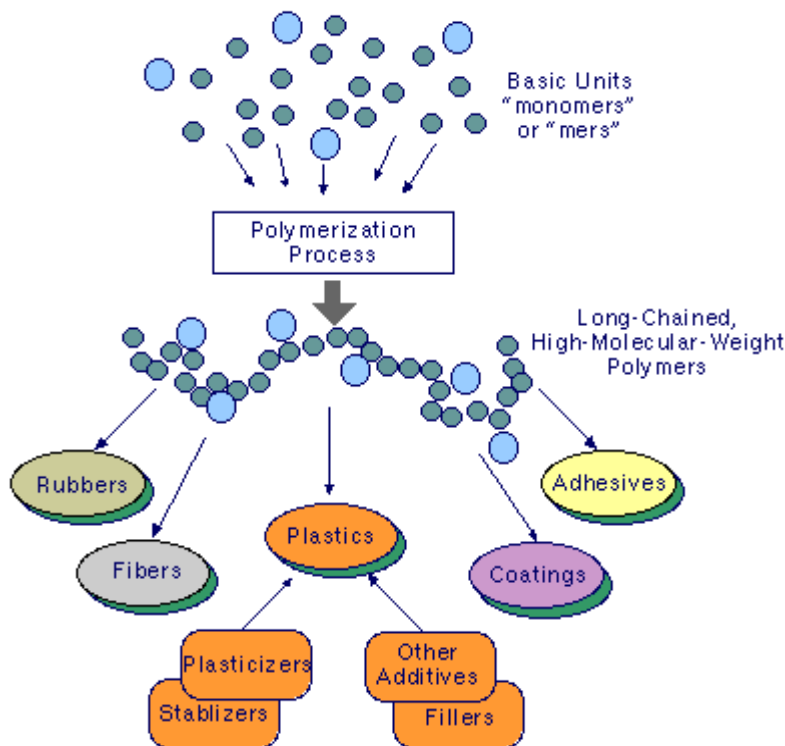 Basic Units
"monomers"
or "mers"
Polymerization
Process
Long-Chained,
High-Molecular-Weight
Polymers
Rubbers
Adhesives
Plastics
Fibers
Coatings
Plasticizers
Other
Additives
Stablizers
Fillers